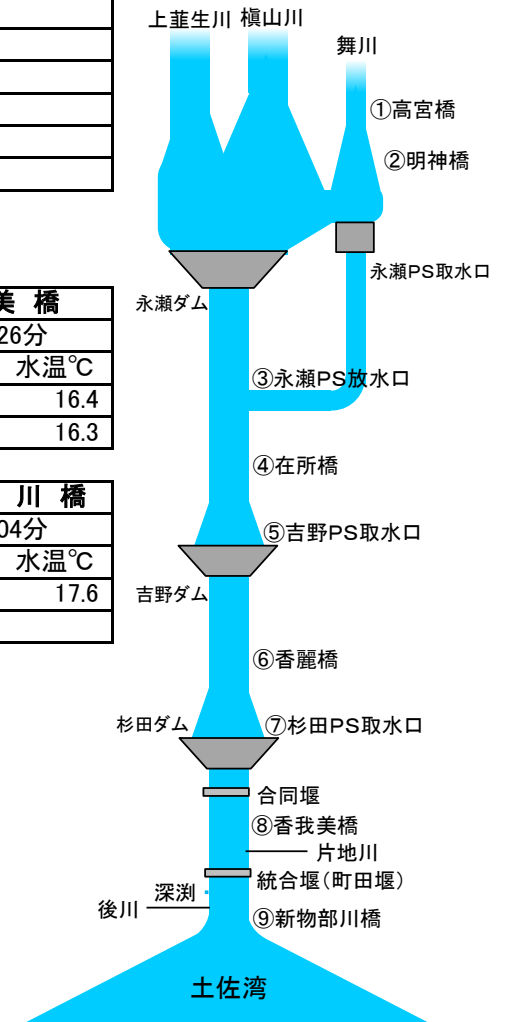 上韮生川 槇山川
舞川
①高宮橋
②明神橋
永瀬PS取水口
永瀬ダム
美 橋
26分
水温℃
16.4
16.3
③永瀬PS放水口
④在所橋
川 橋
04分
水温℃
17.6
⑤吉野PS取水口
吉野ダム
⑥香麗橋
杉田ダム
⑦杉田PS取水口
合同堰
⑧香我美橋
片地川
統合堰(町田堰)
深渕
後川
⑨新物部川橋
土佐湾